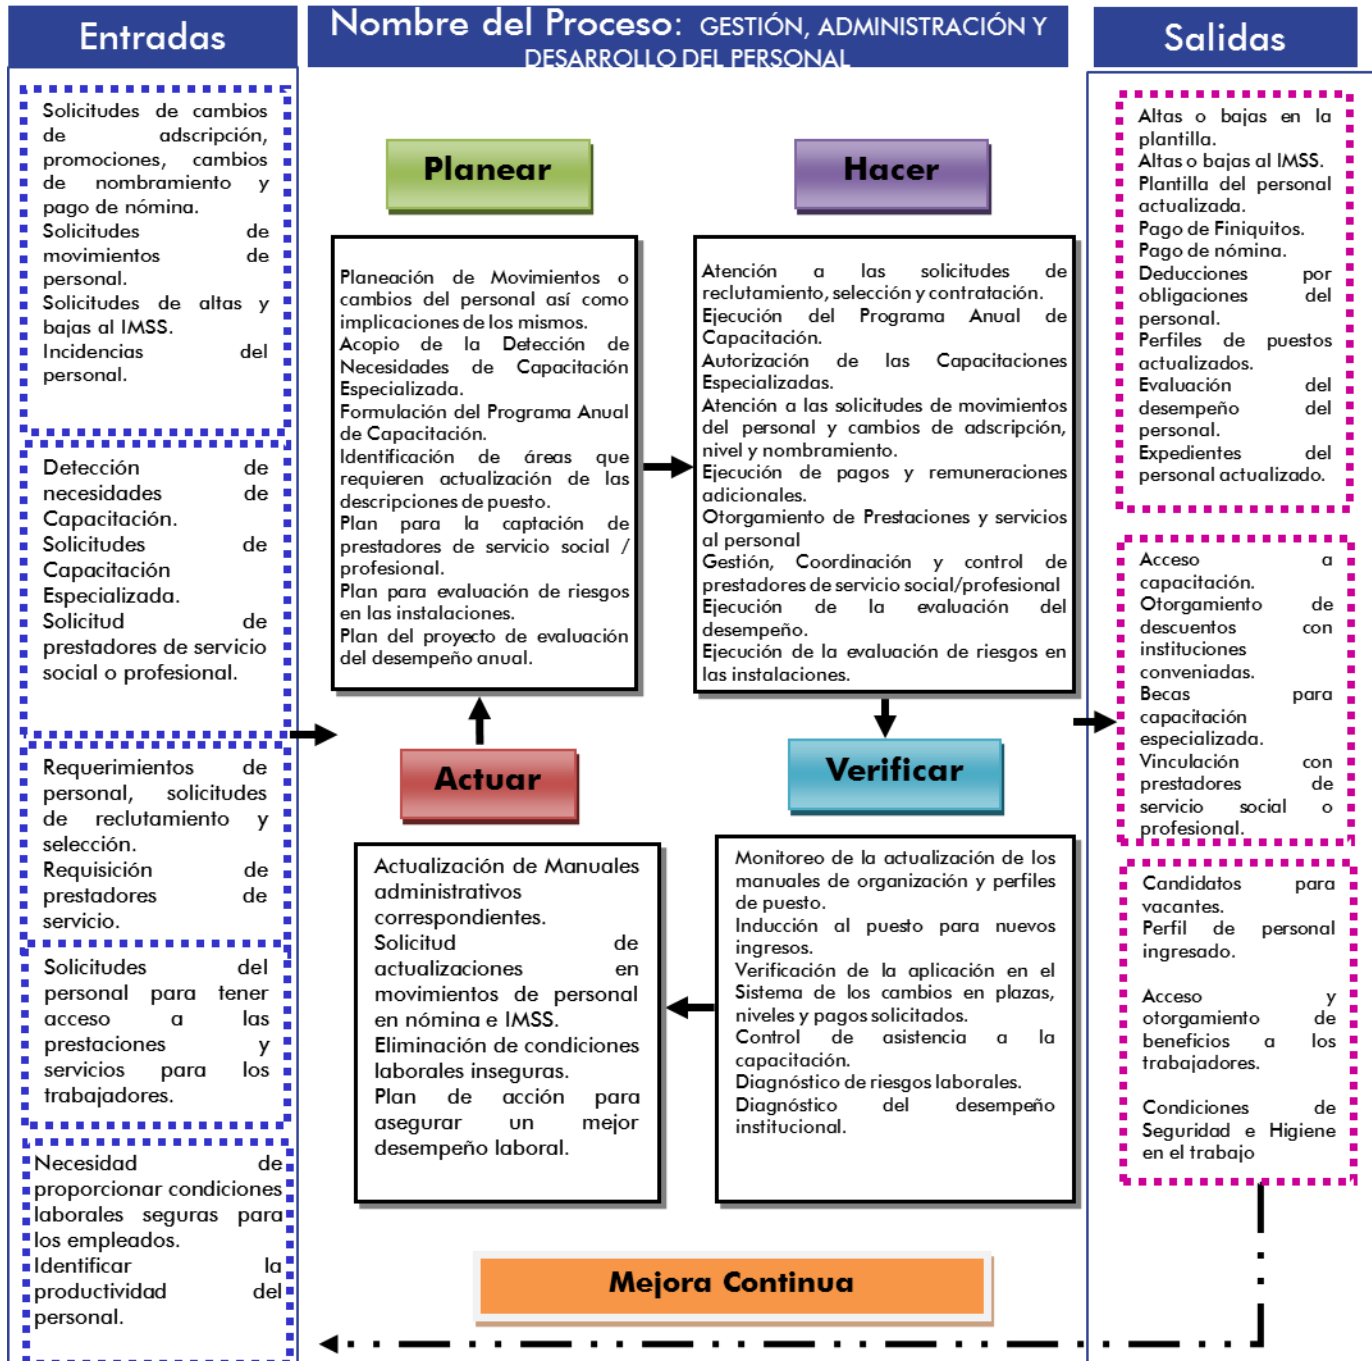 Entradas
Solicitudes de cambios
de adscripción,
promociones, cambios
de nombramiento y
pago de nómina.
Solicitudes de
movimientos de
personal.
Solicitudes de altas y
bajas al IMSS.
Incidencias del
personal.
Detección de
necesidades de
Capacitación.
Solicitudes de
Capacitación
Especializada.
Solicitud de
prestadores de servicio
social o profesional.
Requerimientos de
personal, solicitudes
de reclutamiento y
selección.
Requisición de
prestadores de
servicio.
Solicitudes del
personal para tener
acceso a las
prestaciones y
servicios para los
trabajadores.
Necesidad de
proporcionar condiciones
laborales seguras para
los empleados.
Identificar la
productividad del
personal.
Nombre del Proceso: GESTIÓN, ADMINISTRACIÓN Y
DESARROLLO DEL PERSONAL
Planear
Planeación de Movimientos o
cambios del personal así como
implicaciones de los mismos.
Acopio de la Detección de
Necesidades de Capacitación
Especializada.
Formulación del Programa Anual
de Capacitación.
Identificación de áreas que
requieren actualización de las
descripciones de puesto.
Plan para la captación de
prestadores de servicio social /
profesional.
Plan para evaluación de riesgos
en las instalaciones.
Plan del proyecto de evaluación
del desempeño anual.
Hacer
Atención a las solicitudes de
reclutamiento, selección y contratación.
Ejecución del Programa Anual de
Capacitación.
Autorización de las Capacitaciones
Especializadas.
Atención a las solicitudes de movimientos
del personal y cambios de adscripción,
nivel y nombramiento.
Ejecución de pagos y remuneraciones
adicionales.
Otorgamiento de Prestaciones y servicios
al personal
Gestión, Coordinación y control de
prestadores de servicio social/profesional
Ejecución de la evaluación del
desempeño.
Ejecución de la evaluación de riesgos en
las instalaciones.
Actuar
Actualización de Manuales
administrativos
correspondientes.
Solicitud de
actualizaciones en
movimientos de personal
en nómina e IMSS.
Eliminación de condiciones
laborales inseguras.
Plan de acción para
asegurar un mejor
desempeño laboral.
Verificar
Monitoreo de la actualización de los
manuales de organización y perfiles
de puesto.
Inducción al puesto para nuevos
ingresos.
Verificación de la aplicación en el
Sistema de los cambios en plazas,
niveles y pagos solicitados.
Control de asistencia a la
capacitación.
Diagnóstico de riesgos laborales.
Diagnóstico del desempeño
institucional.
Mejora Continua
Salidas
Altas o bajas en la
plantilla.
Altas o bajas al IMSS.
Plantilla del personal
actualizada.
Pago de Finiquitos.
Pago de nómina.
Deducciones por
obligaciones del
personal.
Perfiles de puestos
actualizados.
Evaluación del
desempeño del
personal.
Expedientes del
personal actualizado.
Acceso a
capacitación.
Otorgamiento de
descuentos con
instituciones
conveniadas.
Becas para
capacitación
especializada.
Vinculación con
prestadores de
servicio social o
profesional.
Candidatos para
vacantes.
Perfil de personal
ingresado.
Acceso y
otorgamiento de
beneficios a los
trabajadores.
Condiciones de
Seguridad e Higiene
en el trabajo